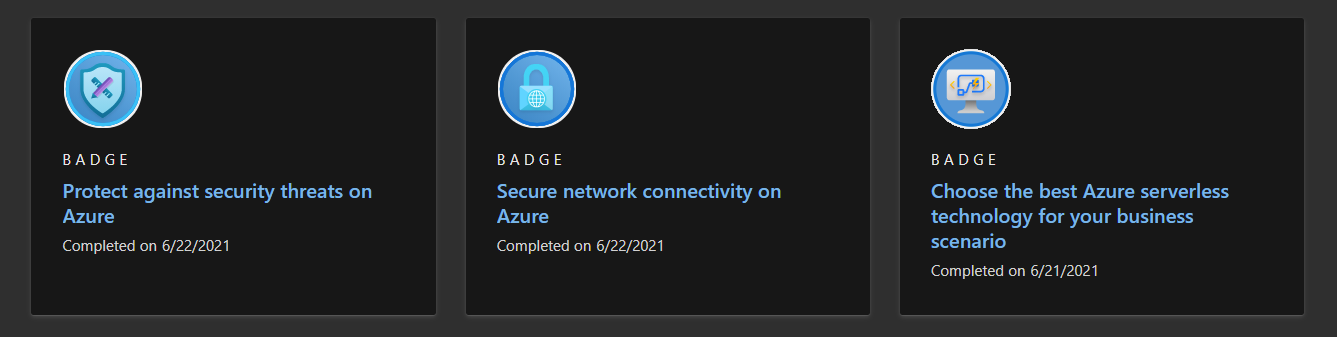 BADGE
Protect against security threats on
Azure
Completed on 6/22/2021
BADGE
Secure network connectivity on
Azure
Completed on 6/22/2021
BADGE
Choose the best Azure serverless
technology for your business
scenario
Completed on 6/21/2021